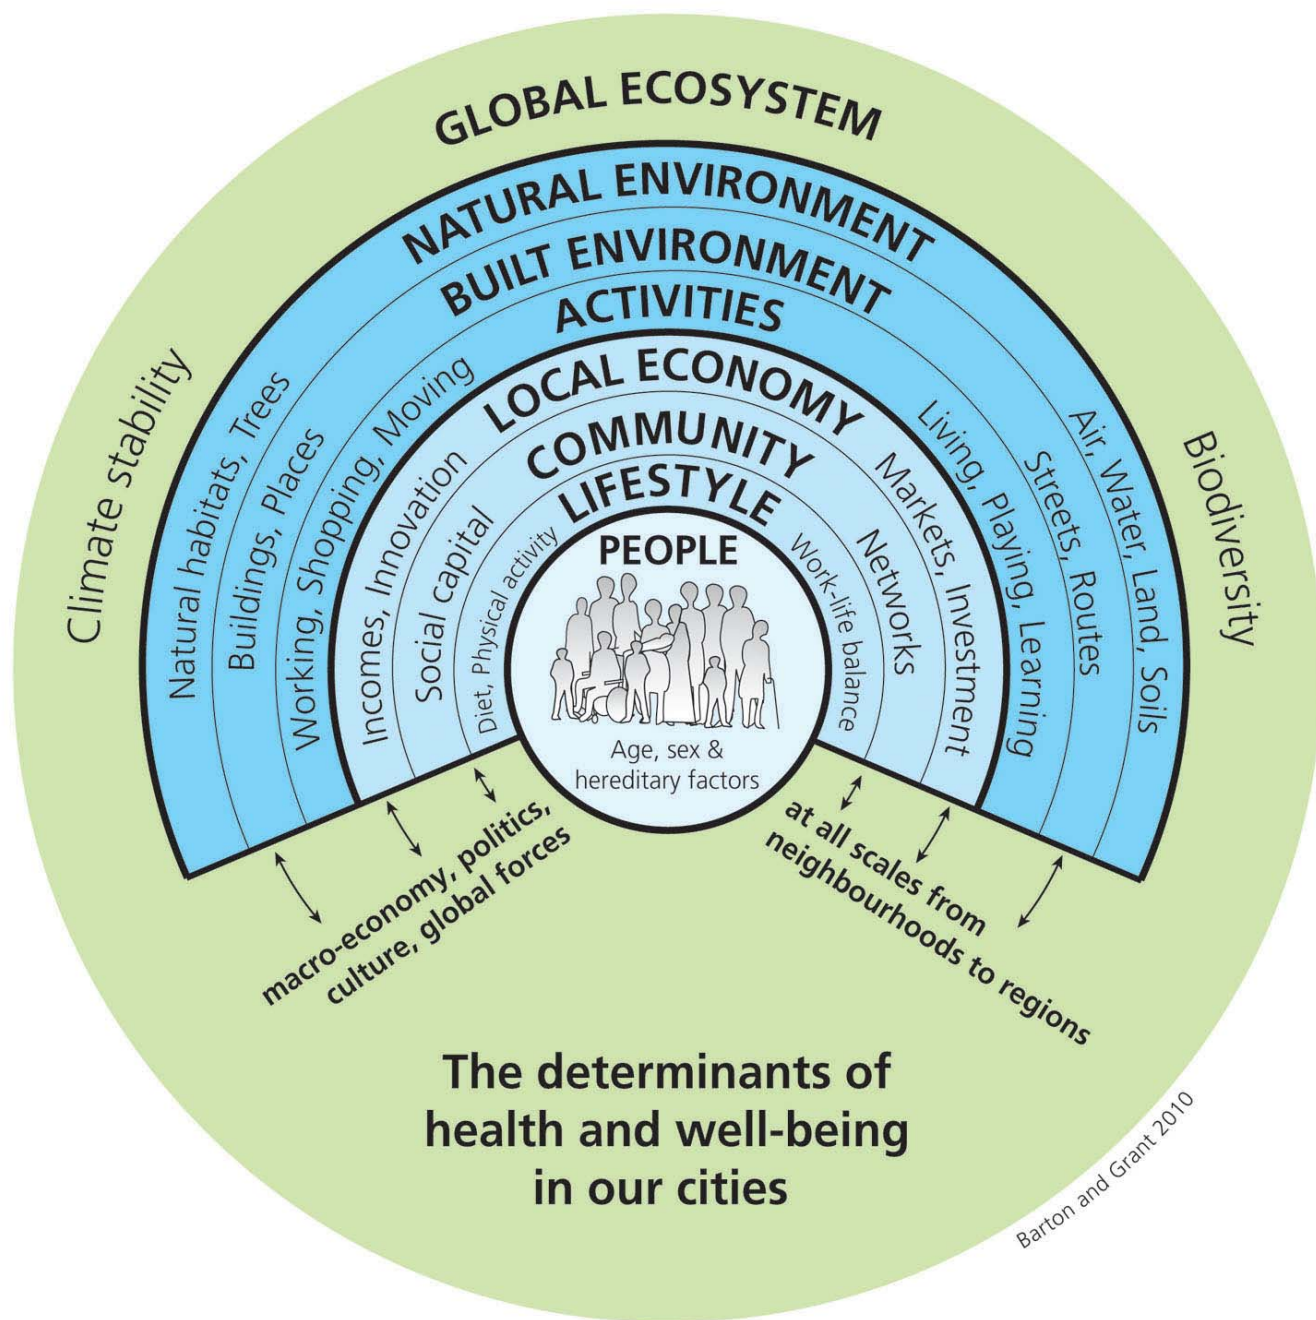 GLOBAL ECOSYSTEM
Climate stability
Biodiversity
NATURAL ENVIRONMENT
Natural habitats, Trees
Air, Water, Land, Soils
BUILT ENVIRONMENT
Buildings, Places
Streets, Routes
ACTIVITIES
Working, Shopping, Moving
Living, Playing, Learning
LOCAL ECONOMY
Incomes, Innovation
Markets, Investment
COMMUNITY
Social capital
Networks
LIFESTYLE
Diet, Physical activity
Work-life balance
PEOPLE
Age, sex &
hereditary factors
macro-economy, politics,
culture, global forces
at all scales from
neighbourhoods to regions
The determinants of
health and well-being
in our cities
Barton and Grant 2010